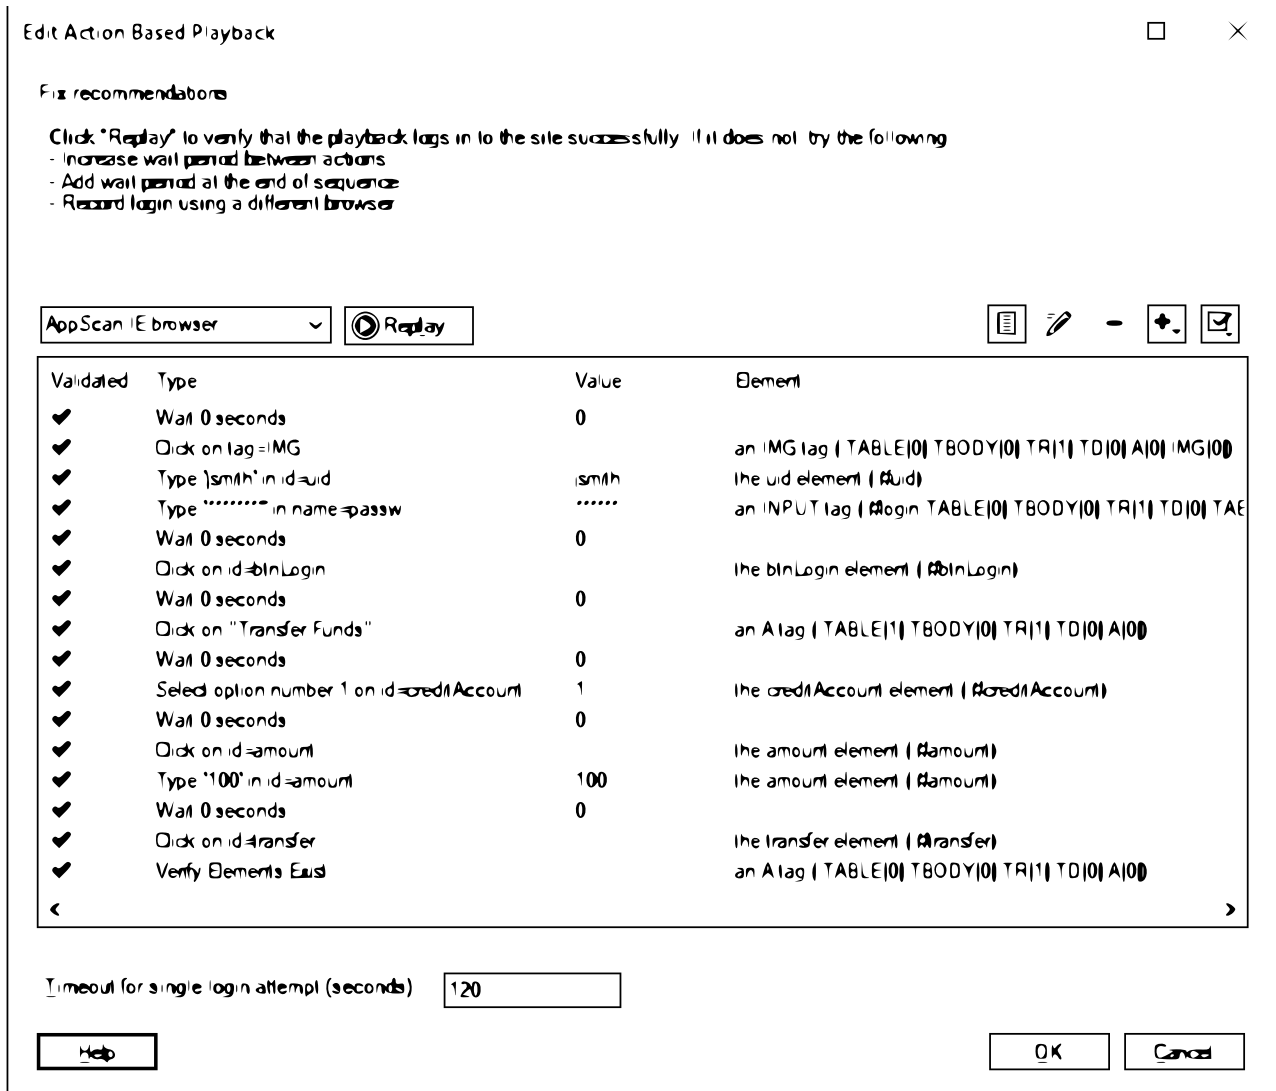 Edit Action Based Playback
Fix recommendations
Click "Replay" to verify that the playback logs in to the site successfully If it does not try the following
- Increase wait period between actions
- Add wait period at the end of sequence
- Record login using a different browser
AppScan IE browser Replay
Validated Type Value Element
Wait 0 seconds 0
Click on tag=IMG an IMG tag ( TABLE[0] TBODY[0] TR[1] TD[0] A[0] IMG[0])
Type 'jsmith' in id=uid jsmith the uid element ( #uid)
Type '********' in name=passw ****** an INPUT tag ( #login TABLE[0] TBODY[0] TR[1] TD[0] TAE
Wait 0 seconds 0
Click on id=btnLogin the btnLogin element ( #btnLogin)
Wait 0 seconds 0
Click on "Transfer Funds" an A tag ( TABLE[1] TBODY[0] TR[1] TD[0] A[0])
Wait 0 seconds 0
Select option number 1 on id=creditAccount 1 the creditAccount element ( #creditAccount)
Wait 0 seconds 0
Click on id=amount the amount element ( #amount)
Type '100' in id=amount 100 the amount element ( #amount)
Wait 0 seconds 0
Click on id=transfer the transfer element ( #transfer)
Verify Elements Exist an A tag ( TABLE[0] TBODY[0] TR[1] TD[0] A[0])
Timeout for single login attempt (seconds) 120
Help OK Cancel